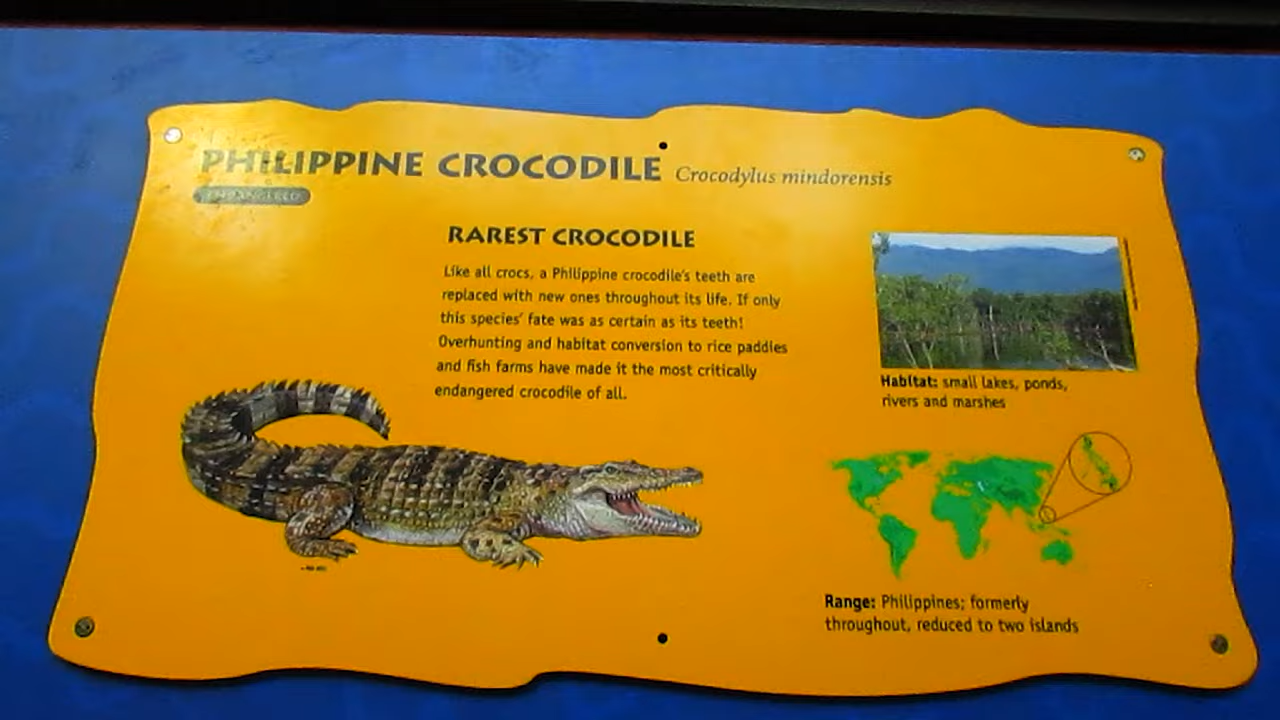 PHILIPPINE CROCODILE Crocodylus mindorensis
ENDANGERED
RAREST CROCODILE
Like all crocs, a Philippine crocodile's teeth are
replaced with new ones throughout its life. If only
this species' fate was as certain as its teeth!
Overhunting and habitat conversion to rice paddies
and fish farms have made it the most critically
endangered crocodile of all.
Habitat: small lakes, ponds,
rivers and marshes
Range: Philippines; formerly
throughout, reduced to two islands